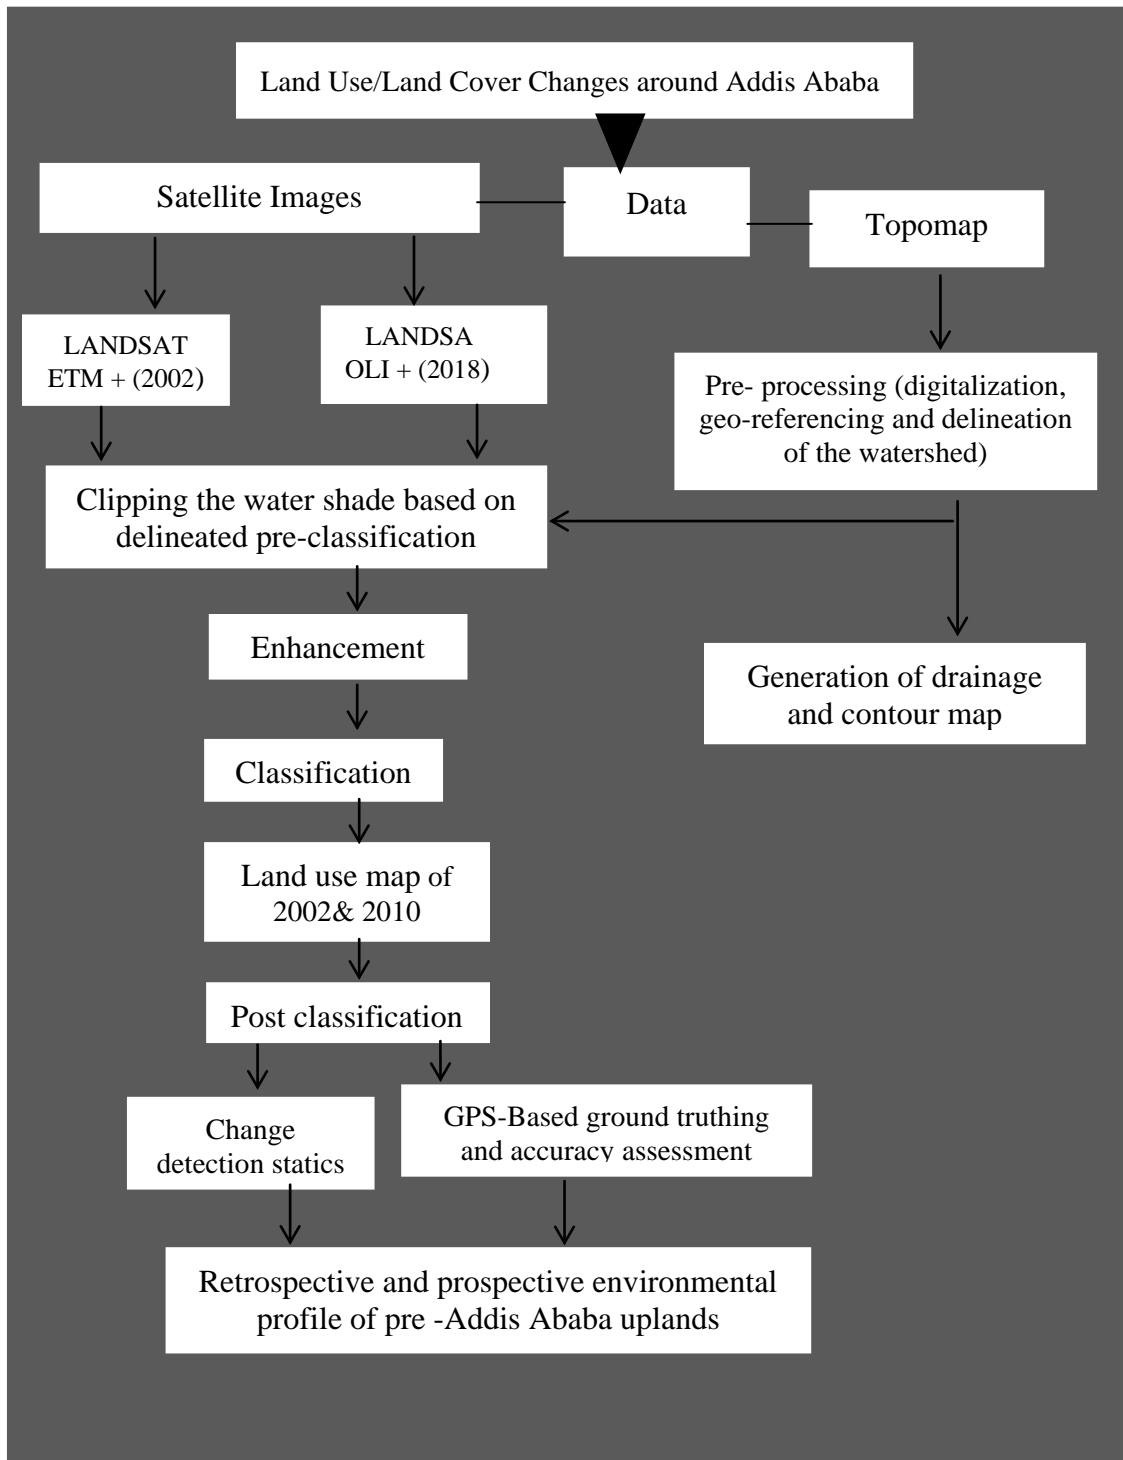 Land Use/Land Cover Changes around Addis Ababa
Satellite Images
Data
Topomap
LANDSAT
ETM + (2002)
LANDSA
OLI + (2018)
Pre- processing (digitalization,
geo-referencing and delineation
of the watershed)
Clipping the water shade based on
delineated pre-classification
Enhancement
Generation of drainage
and contour map
Classification
Land use map of
2002& 2010
Post classification
Change
detection statics
GPS-Based ground truthing
and accuracy assessment
Retrospective and prospective environmental
profile of pre -Addis Ababa uplands